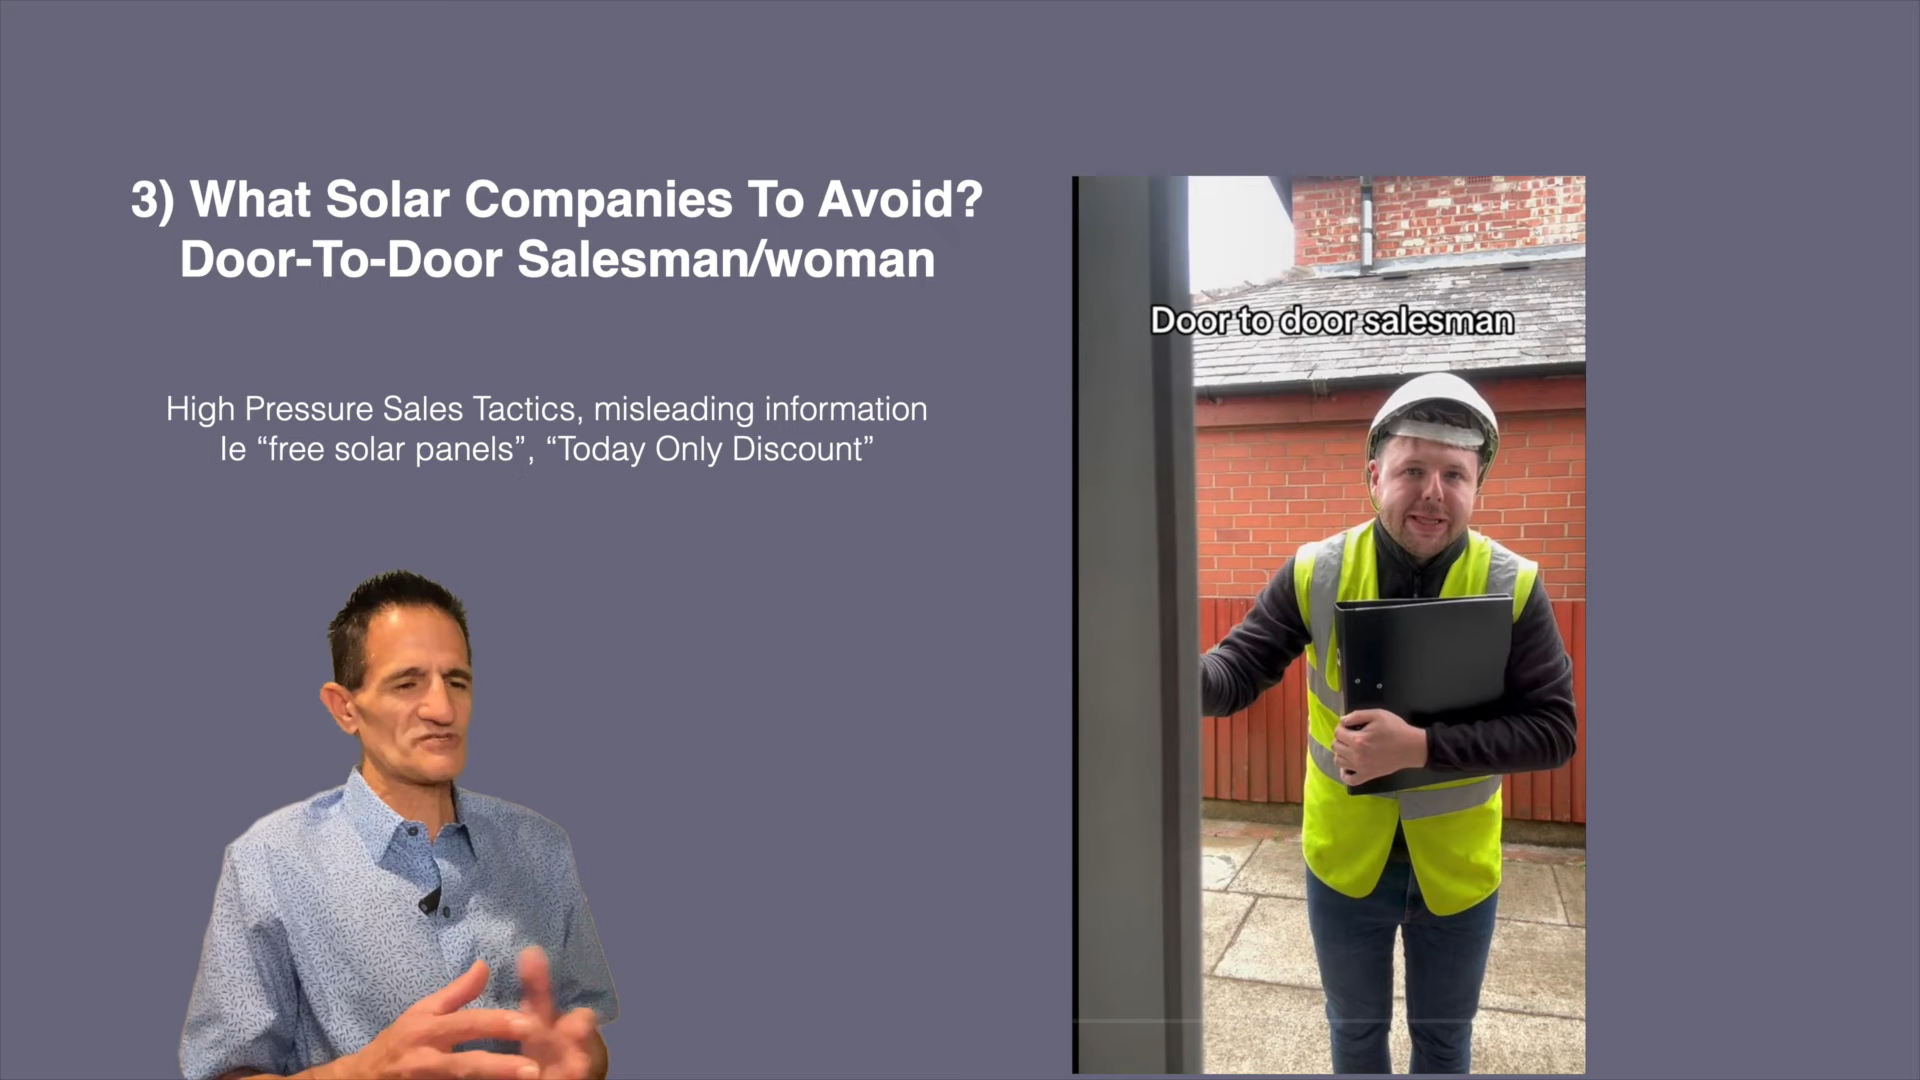 3) What Solar Companies To Avoid?
Door-To-Door Salesman/woman
High Pressure Sales Tactics, misleading information
Ie “free solar panels”, “Today Only Discount”
Door to door salesman